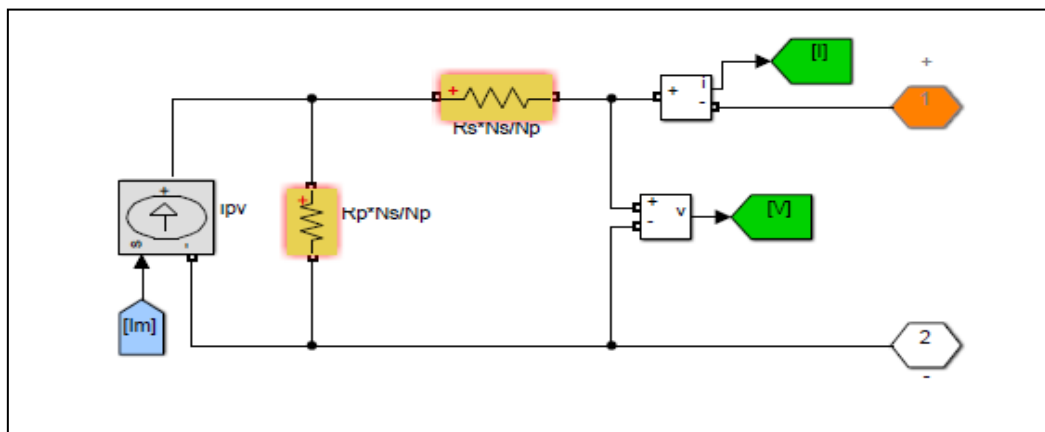 [I]
+
i
+
-
1
Rs*Ns/Np
+
+
Ipv
s
-
+
Rp*Ns/Np
+
-
v
[V]
[Im]
2
-